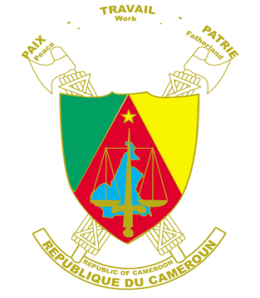 TRAVAIL
Work
PAIX
Peace
PATRIE
Fatherland
REPUBLIC OF CAMEROON
REPUBLIQUE DU CAMEROUN